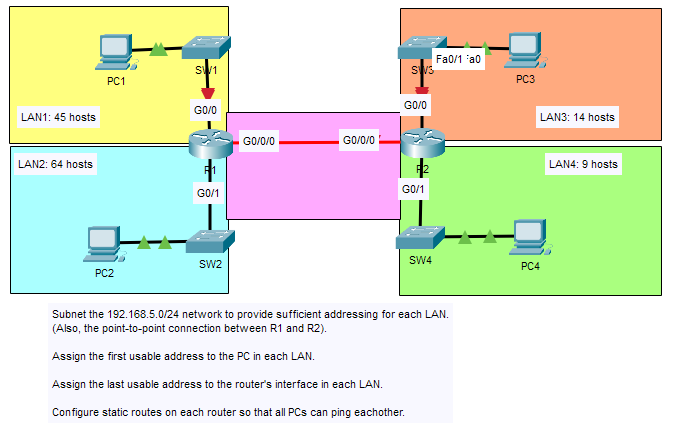 PC1
SW1
G0/0
LAN1: 45 hosts
R1
G0/0/0
G0/0/0
SW3
Fa0/1
Fa0
PC3
G0/0
LAN3: 14 hosts
R2
LAN2: 64 hosts
G0/1
PC2
SW2
LAN4: 9 hosts
G0/1
SW4
PC4
Subnet the 192.168.5.0/24 network to provide sufficient addressing for each LAN.
(Also, the point-to-point connection between R1 and R2).
Assign the first usable address to the PC in each LAN.
Assign the last usable address to the router's interface in each LAN.
Configure static routes on each router so that all PCs can ping eachother.